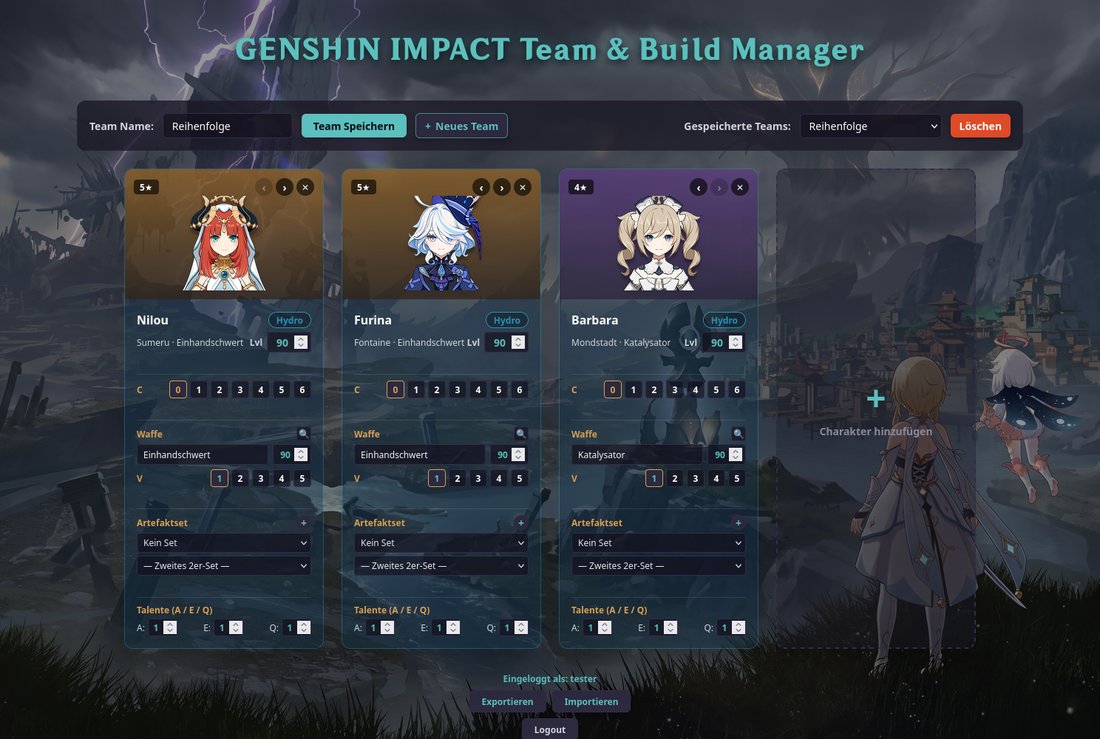 GENSHIN IMPACT Team & Build Manager
Team Name: Reihenfolge Team Speichern + Neues Team Gespeicherte Teams: Reihenfolge Löschen
5★ ‹ › ✕
Nilou Hydro
Sumeru · Einhandschwert Lvl 90
C 0 1 2 3 4 5 6
Waffe 🔍
Einhandschwert 90
V 1 2 3 4 5
Artefaktset +
Kein Set
— Zweites 2er-Set —
Talente (A / E / Q)
A: 1 E: 1 Q: 1
5★ ‹ › ✕
Furina Hydro
Fontaine · Einhandschwert Lvl 90
C 0 1 2 3 4 5 6
Waffe 🔍
Einhandschwert 90
V 1 2 3 4 5
Artefaktset +
Kein Set
— Zweites 2er-Set —
Talente (A / E / Q)
A: 1 E: 1 Q: 1
4★ ‹ › ✕
Barbara Hydro
Mondstadt · Katalysator Lvl 90
C 0 1 2 3 4 5 6
Waffe 🔍
Katalysator 90
V 1 2 3 4 5
Artefaktset +
Kein Set
— Zweites 2er-Set —
Talente (A / E / Q)
A: 1 E: 1 Q: 1
+
Charakter hinzufügen
Eingeloggt als: tester
Exportieren Importieren
Logout